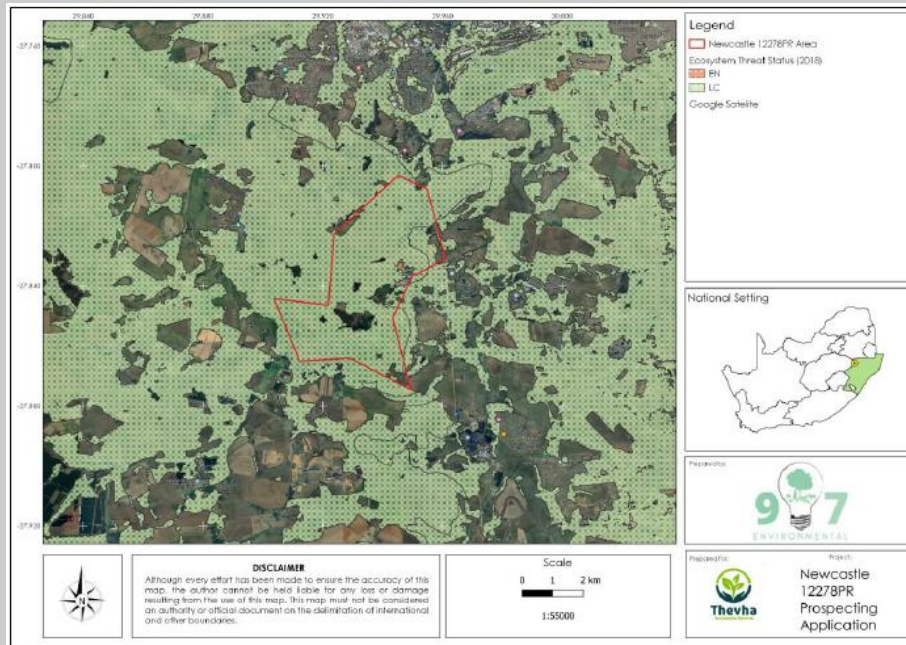 29.840
29.880
29.920
29.960
30.000
-27.760
-27.800
-27.840
-27.880
-27.920
Legend
Newcastle 12278PR Area
Ecosystem Threat Status (2018)
EN
LC
Google Satellite
National Setting
Prepared for:
97
ENVIRONMENTAL
DISCLAIMER
Although every effort has been made to ensure the accuracy of this
map, the author cannot be held liable for any loss or damage
resulting from the use of this map. This map must not be considered
an authority or official document on the delimitation of international
and other boundaries.
Scale
0 1 2 km
1:55000
Prepared for:
Thevha
Project:
Newcastle
12278PR
Prospecting
Application